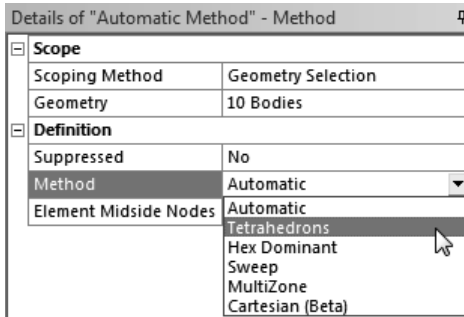 Details of "Automatic Method" - Method
Scope
Scoping Method Geometry Selection
Geometry 10 Bodies
Definition
Suppressed No
Method Automatic
Element Midside Nodes Automatic
Tetrahedrons
Hex Dominant
Sweep
MultiZone
Cartesian (Beta)